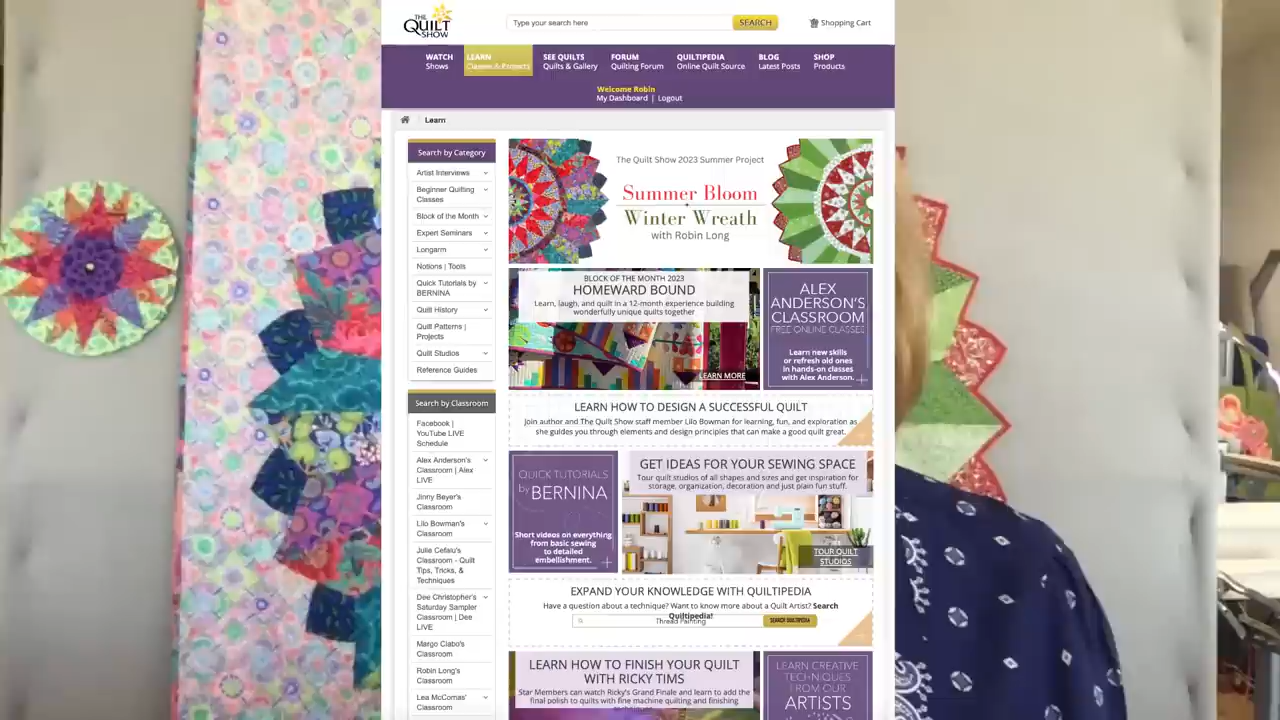 THE
QUILT
SHOW
Type your search here
SEARCH
Shopping Cart
WATCH
Shows
LEARN
Classes & Projects
SEE QUILTS
Quilts & Gallery
FORUM
Quilting Forum
QUILTIPEDIA
Online Quilt Source
BLOG
Latest Posts
SHOP
Products
Welcome Robin
My Dashboard | Logout
Learn
Search by Category
Artist Interviews
Beginner Quilting
Classes
Block of the Month
Expert Seminars
Longarm
Notions | Tools
Quick Tutorials by
BERNINA
Quilt History
Quilt Patterns |
Projects
Quilt Studios
Reference Guides
Search by Classroom
Facebook |
YouTube LIVE
Schedule
Alex Anderson's
Classroom | Alex
LIVE
Jinny Beyer's
Classroom
Lilo Bowman's
Classroom
Julie Cefalu's
Classroom - Quilt
Tips, Tricks, &
Techniques
Dee Christopher's
Saturday Sampler
Classroom | Dee
LIVE
Margo Clabo's
Classroom
Robin Long's
Classroom
Lea McComas'
Classroom
The Quilt Show 2023 Summer Project
Summer Bloom
Winter Wreath
with Robin Long
BLOCK OF THE MONTH 2023
HOMEWARD BOUND
Learn, laugh, and quilt in a 12-month experience building
wonderfully unique quilts together
LEARN MORE
ALEX
ANDERSON'S
CLASSROOM
FREE ONLINE CLASSES
Learn new skills
or refresh old ones
in hands-on classes
with Alex Anderson.
LEARN HOW TO DESIGN A SUCCESSFUL QUILT
Join author and The Quilt Show staff member Lilo Bowman for learning, fun, and exploration as
she guides you through elements and design principles that can make a good quilt great.
QUICK TUTORIALS
by BERNINA
Short videos on everything
from basic sewing
to detailed
embellishment.
GET IDEAS FOR YOUR SEWING SPACE
Tour quilt studios of all shapes and sizes and get inspiration for
storage, organization, decoration and just plain fun stuff.
TOUR QUILT
STUDIOS
EXPAND YOUR KNOWLEDGE WITH QUILTIPEDIA
Have a question about a technique? Want to know more about a Quilt Artist? Search
Quiltipedia!
Thread Painting
SEARCH QUILTIPEDIA
LEARN HOW TO FINISH YOUR QUILT
WITH RICKY TIMS
Star Members can watch Ricky's Grand Finale and learn to add the
final polish to quilts with fine machine quilting and finishing
techniques.
LEARN CREATIVE
TECHNIQUES
FROM OUR
ARTISTS